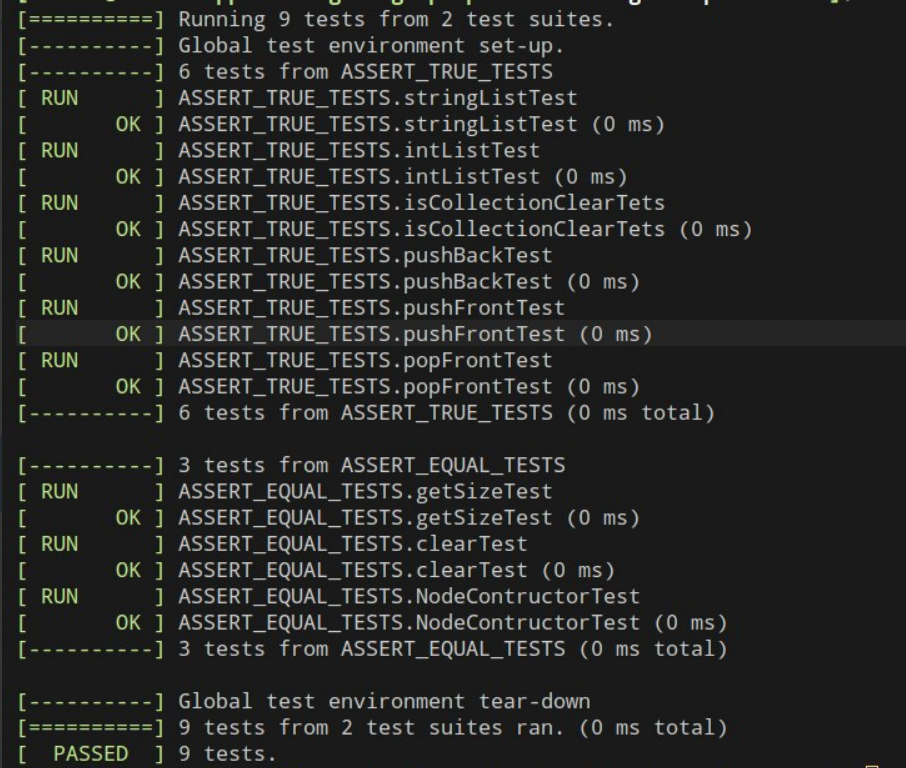 [==========] Running 9 tests from 2 test suites.
[----------] Global test environment set-up.
[----------] 6 tests from ASSERT_TRUE_TESTS
[ RUN      ] ASSERT_TRUE_TESTS.stringListTest
[       OK ] ASSERT_TRUE_TESTS.stringListTest (0 ms)
[ RUN      ] ASSERT_TRUE_TESTS.intListTest
[       OK ] ASSERT_TRUE_TESTS.intListTest (0 ms)
[ RUN      ] ASSERT_TRUE_TESTS.isCollectionClearTets
[       OK ] ASSERT_TRUE_TESTS.isCollectionClearTets (0 ms)
[ RUN      ] ASSERT_TRUE_TESTS.pushBackTest
[       OK ] ASSERT_TRUE_TESTS.pushBackTest (0 ms)
[ RUN      ] ASSERT_TRUE_TESTS.pushFrontTest
[       OK ] ASSERT_TRUE_TESTS.pushFrontTest (0 ms)
[ RUN      ] ASSERT_TRUE_TESTS.popFrontTest
[       OK ] ASSERT_TRUE_TESTS.popFrontTest (0 ms)
[----------] 6 tests from ASSERT_TRUE_TESTS (0 ms total)

[----------] 3 tests from ASSERT_EQUAL_TESTS
[ RUN      ] ASSERT_EQUAL_TESTS.getSizeTest
[       OK ] ASSERT_EQUAL_TESTS.getSizeTest (0 ms)
[ RUN      ] ASSERT_EQUAL_TESTS.clearTest
[       OK ] ASSERT_EQUAL_TESTS.clearTest (0 ms)
[ RUN      ] ASSERT_EQUAL_TESTS.NodeContructorTest
[       OK ] ASSERT_EQUAL_TESTS.NodeContructorTest (0 ms)
[----------] 3 tests from ASSERT_EQUAL_TESTS (0 ms total)

[----------] Global test environment tear-down
[==========] 9 tests from 2 test suites ran. (0 ms total)
[  PASSED  ] 9 tests.